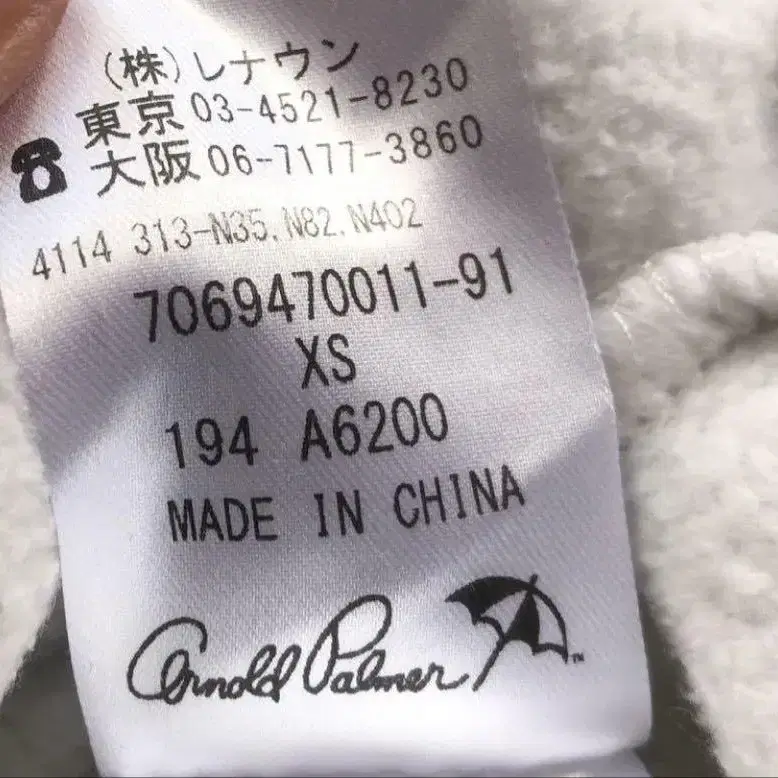 (株)レナウン
東京 03-4521-8230
☎ 大阪 06-7177-3860
4114 313-N35.N82.N402
7069470011-91
XS
194 A6200
MADE IN CHINA
Arnold Palmer ™